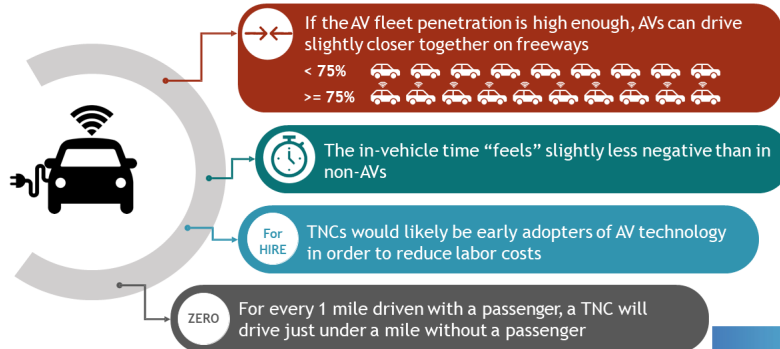 If the AV fleet penetration is high enough, AVs can drive
slightly closer together on freeways
< 75%
>= 75%
The in-vehicle time “feels” slightly less negative than in
non-AVs
For
HIRE
TNCs would likely be early adopters of AV technology
in order to reduce labor costs
ZERO
For every 1 mile driven with a passenger, a TNC will
drive just under a mile without a passenger